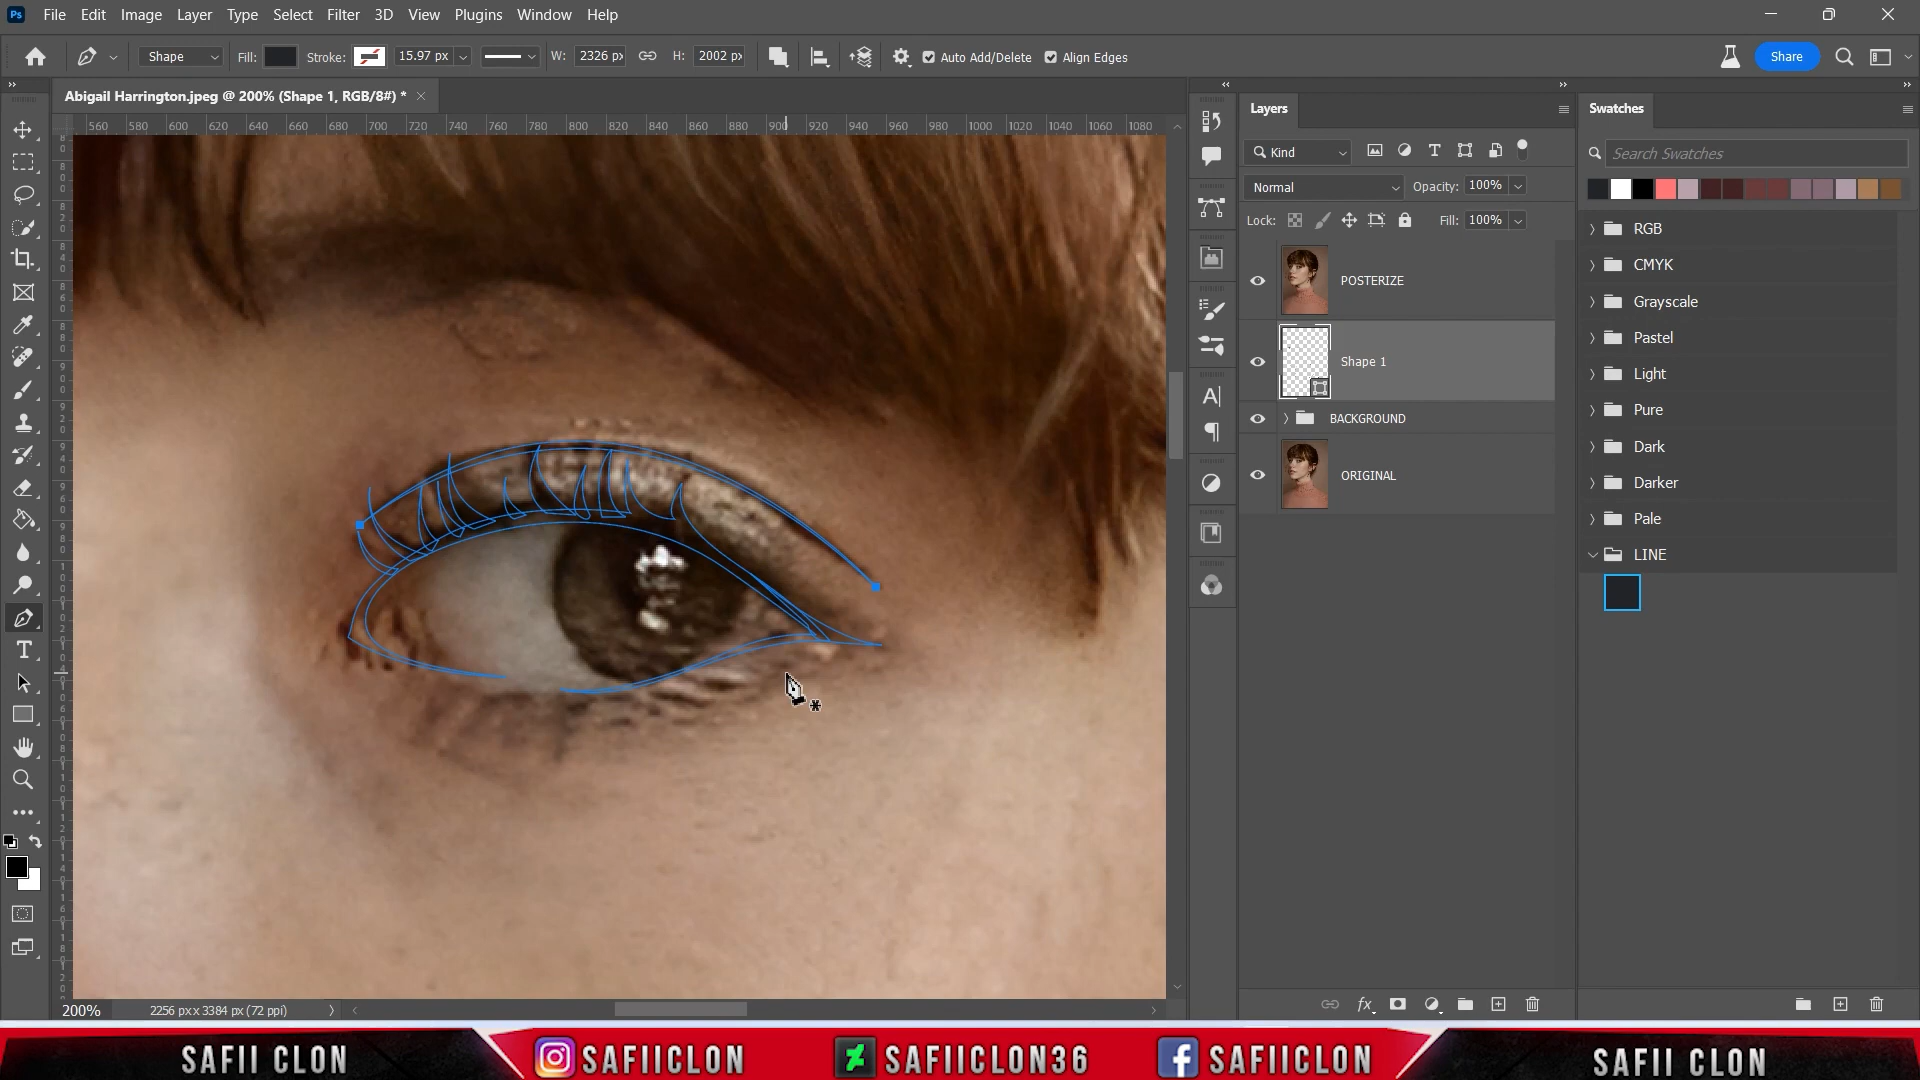 Ps File Edit Image Layer Type Select Filter 3D View Plugins Window Help
Shape Fill: Stroke: 15.97 px W: 2326 px H: 2002 px Auto Add/Delete Align Edges Share
Abigail Harrington.jpeg @ 200% (Shape 1, RGB/8#) *
560 580 600 620 640 660 680 700 720 740 760 780 800 820 840 860 880 900 920 940 960 980 1000 1020 1040 1060 1080
Layers
Kind
Normal Opacity: 100%
Lock: Fill: 100%
POSTERIZE
Shape 1
BACKGROUND
ORIGINAL
Swatches
Search Swatches
RGB
CMYK
Grayscale
Pastel
Light
Pure
Dark
Darker
Pale
LINE
200% 2256 px x 3384 px (72 ppi)
SAFII CLON SAFIICLON SAFIICLON36 SAFIICLON SAFII CLON